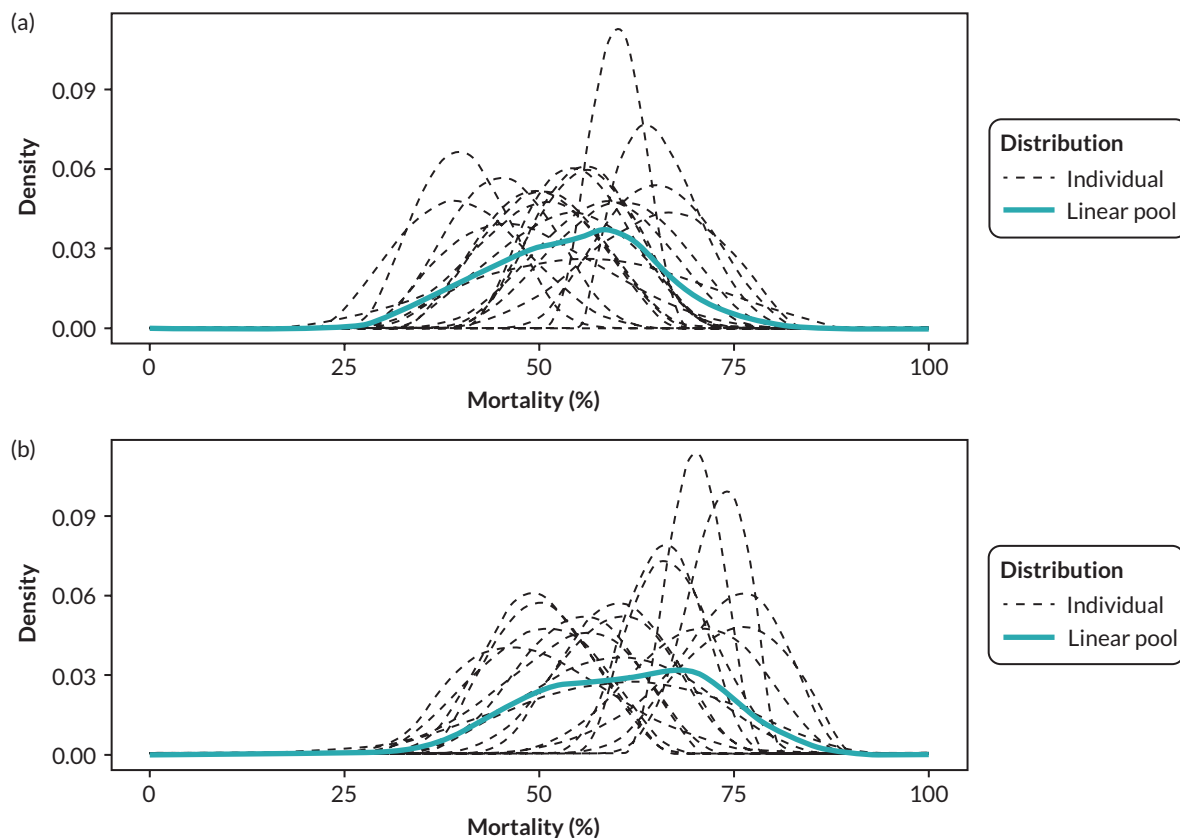 (a)
Density
0.09
0.06
0.03
0.00
0
25
50
75
100
Mortality (%)
Distribution
Individual
Linear pool
(b)
Density
0.09
0.06
0.03
0.00
0
25
50
75
100
Mortality (%)
Distribution
Individual
Linear pool